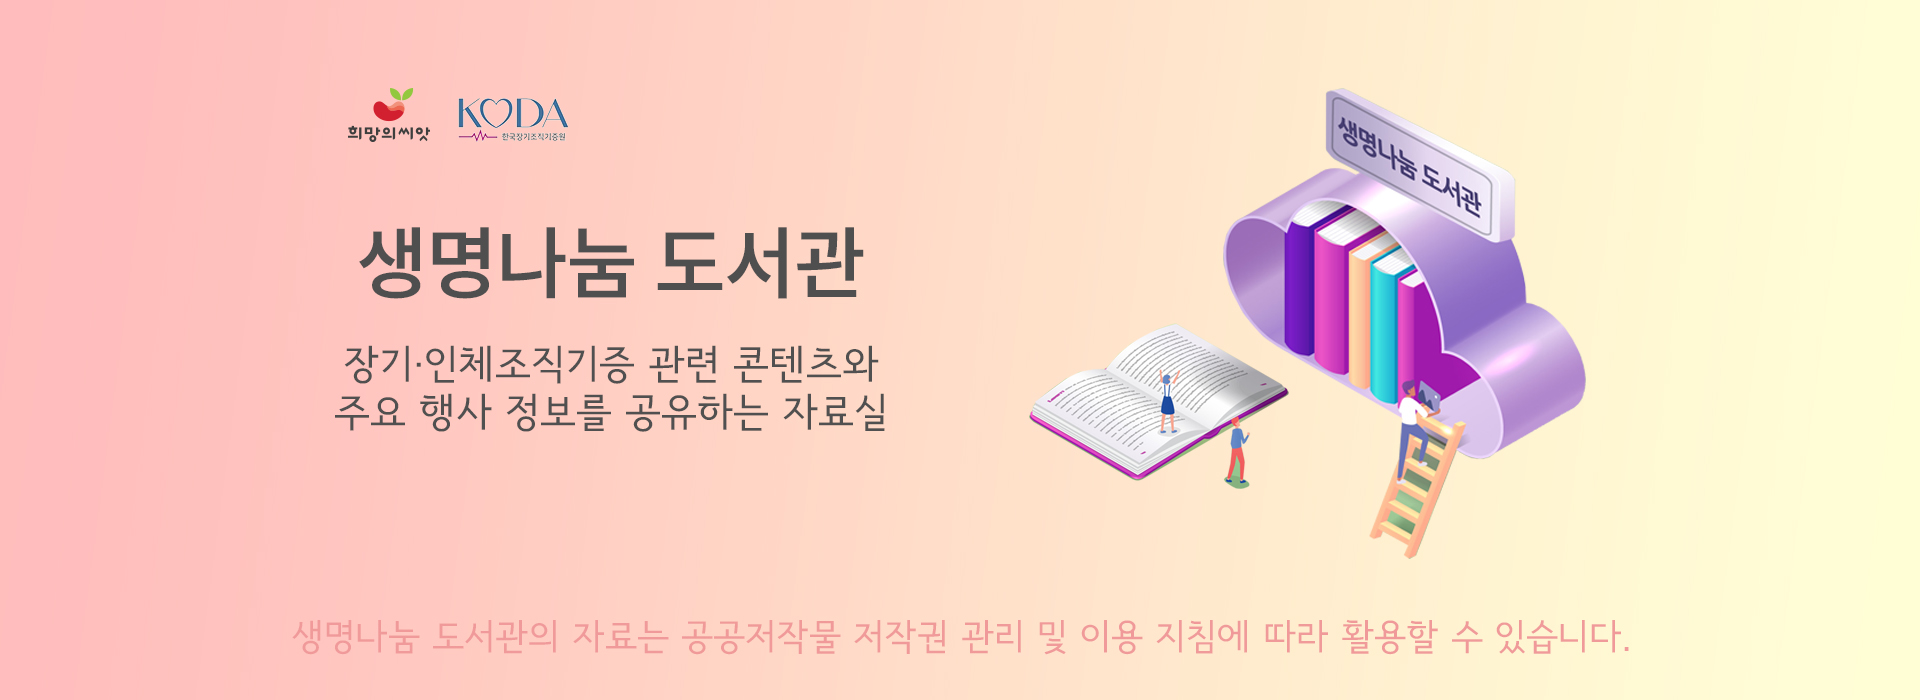 희망의씨앗
KODA
한국장기조직기증원
생명나눔 도서관
생명나눔 도서관
장기·인체조직기증 관련 콘텐츠와
주요 행사 정보를 공유하는 자료실
생명나눔 도서관의 자료는 공공저작물 저작권 관리 및 이용 지침에 따라 활용할 수 있습니다.